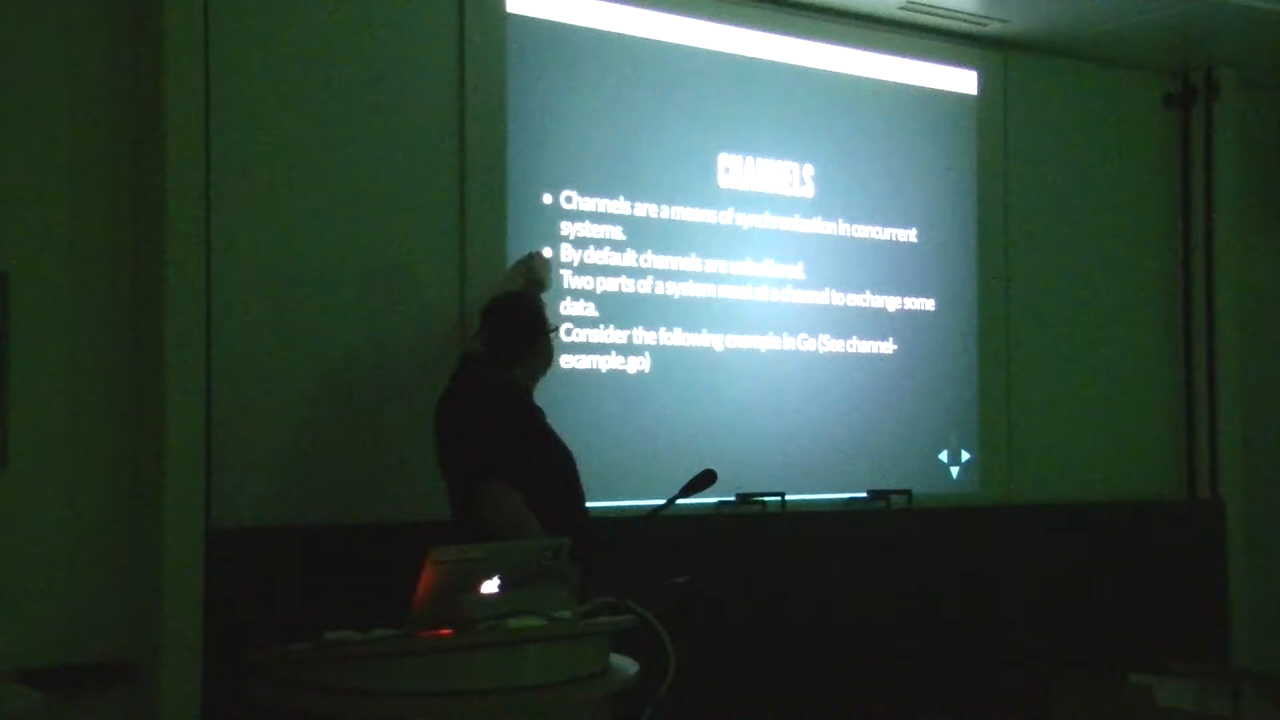 CHANNELS
Channels are a means of synchronisation in concurrent
systems.
By default channels are unbuffered.
Two parts of a system meet at a channel to exchange some
data.
Consider the following example in Go (See channel-
example.go)